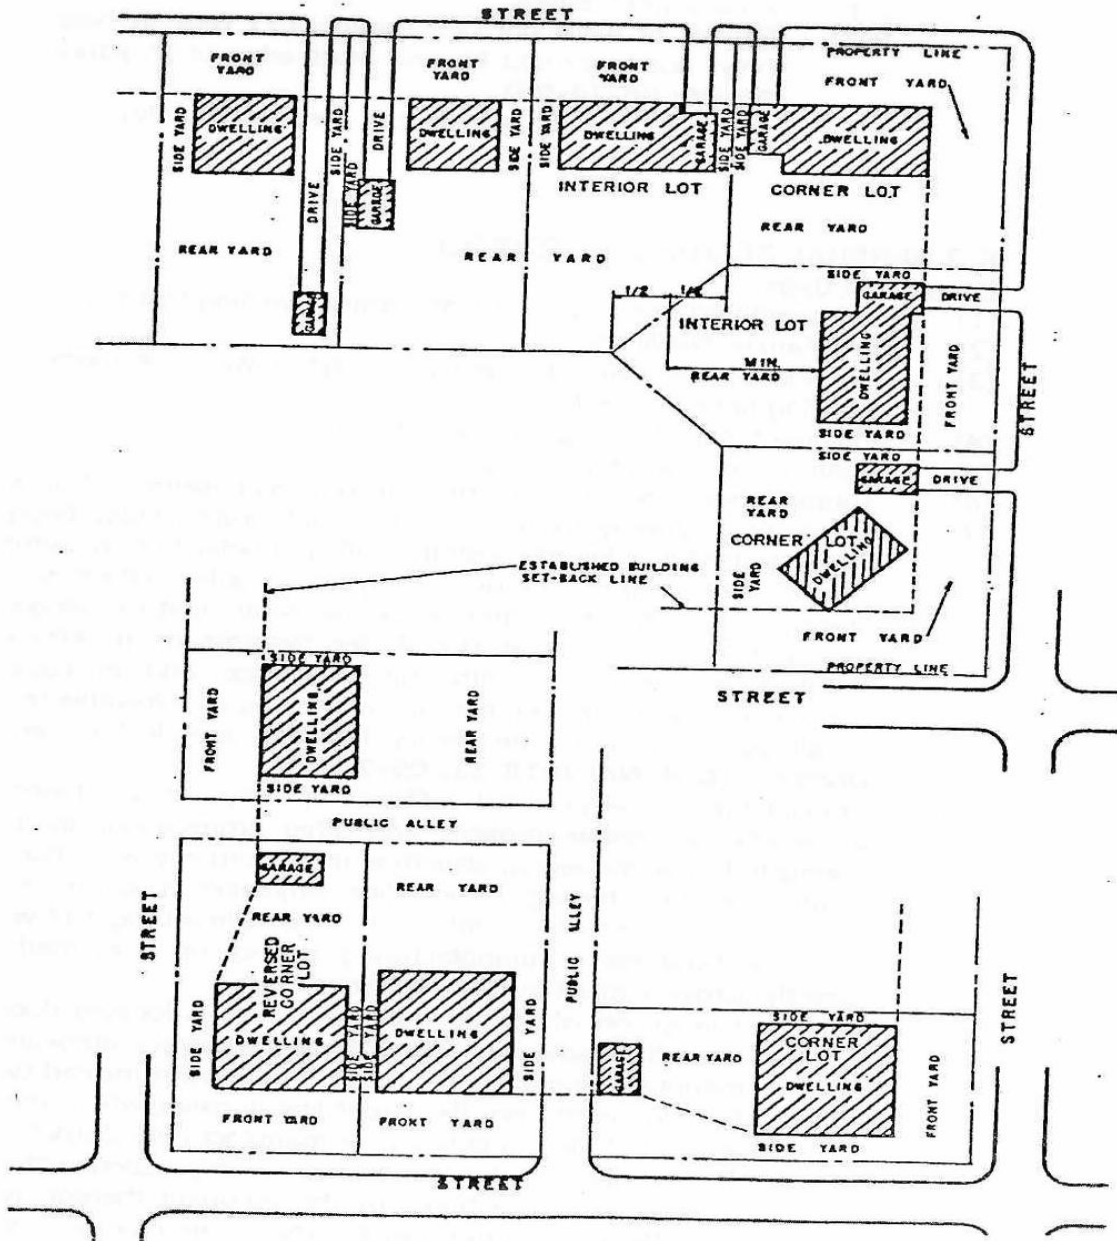 STREET
PROPERTY LINE
FRONT YARD
FRONT YARD
FRONT YARD
FRONT YARD
SIDE YARD
DWELLING
SIDE YARD
DRIVE
DWELLING
SIDE YARD
SIDE YARD
DWELLING
GARAGE
SIDE YARD
SIDE YARD
GARAGE
DWELLING
SIDE YARD
GARAGE
DRIVE
INTERIOR LOT
CORNER LOT
REAR YARD
REAR YARD
REAR YARD
GARAGE
SIDE YARD
GARAGE
DRIVE
1/2
INTERIOR LOT
MIN.
REAR YARD
DWELLING
FRONT YARD
STREET
SIDE YARD
SIDE YARD
GARAGE
DRIVE
REAR
YARD
CORNER LOT
DWELLING
SIDE
YARD
ESTABLISHED BUILDING
SET-BACK LINE
FRONT YARD
PROPERTY LINE
STREET
SIDE YARD
FRONT YARD
DWELLING
REAR YARD
SIDE YARD
PUBLIC ALLEY
GARAGE
REAR YARD
REAR YARD
STREET
REVERSED
CORNER
LOT
PUBLIC ALLEY
SIDE YARD
DWELLING
SIDE YARD
SIDE YARD
DWELLING
SIDE YARD
FRONT YARD
FRONT YARD
STREET
GARAGE
REAR YARD
SIDE YARD
CORNER
LOT
DWELLING
SIDE YARD
FRONT YARD
STREET